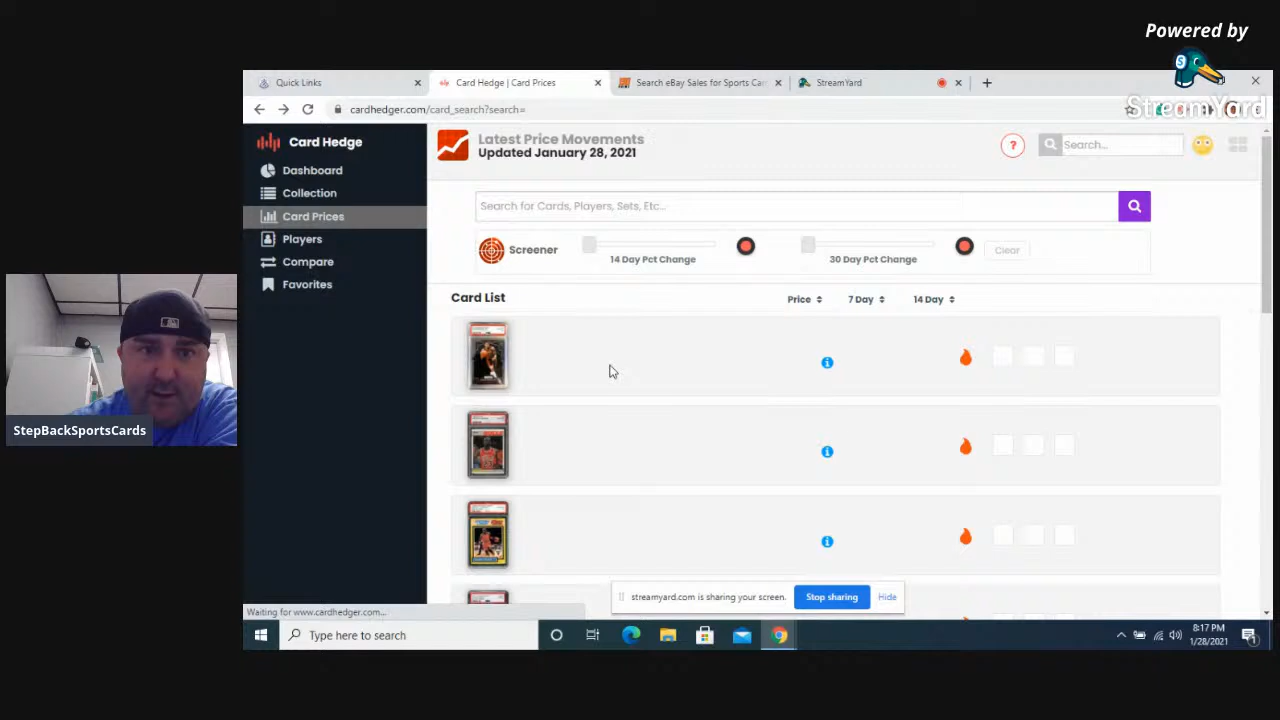 Powered by
StreamYard
Quick Links
Card Hedge | Card Prices
Search eBay Sales for Sports Car
StreamYard
cardhedger.com/card_search?search=
Card Hedge
Dashboard
Collection
Card Prices
Players
Compare
Favorites
Latest Price Movements
Updated January 28, 2021
?
Search...
Search for Cards, Players, Sets, Etc...
Screener
14 Day Pct Change
30 Day Pct Change
Clear
Card List
Price
7 Day
14 Day
StepBackSportsCards
streamyard.com is sharing your screen.
Stop sharing
Hide
Waiting for www.cardhedger.com...
Type here to search
8:17 PM
1/28/2021